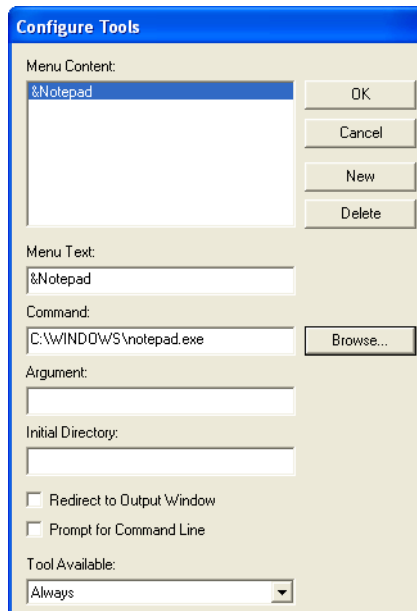 Configure Tools
Menu Content:
&Notepad
OK
Cancel
New
Delete
Menu Text:
&Notepad
Command:
C:\WINDOWS\notepad.exe
Browse...
Argument:
Initial Directory:
Redirect to Output Window
Prompt for Command Line
Tool Available:
Always